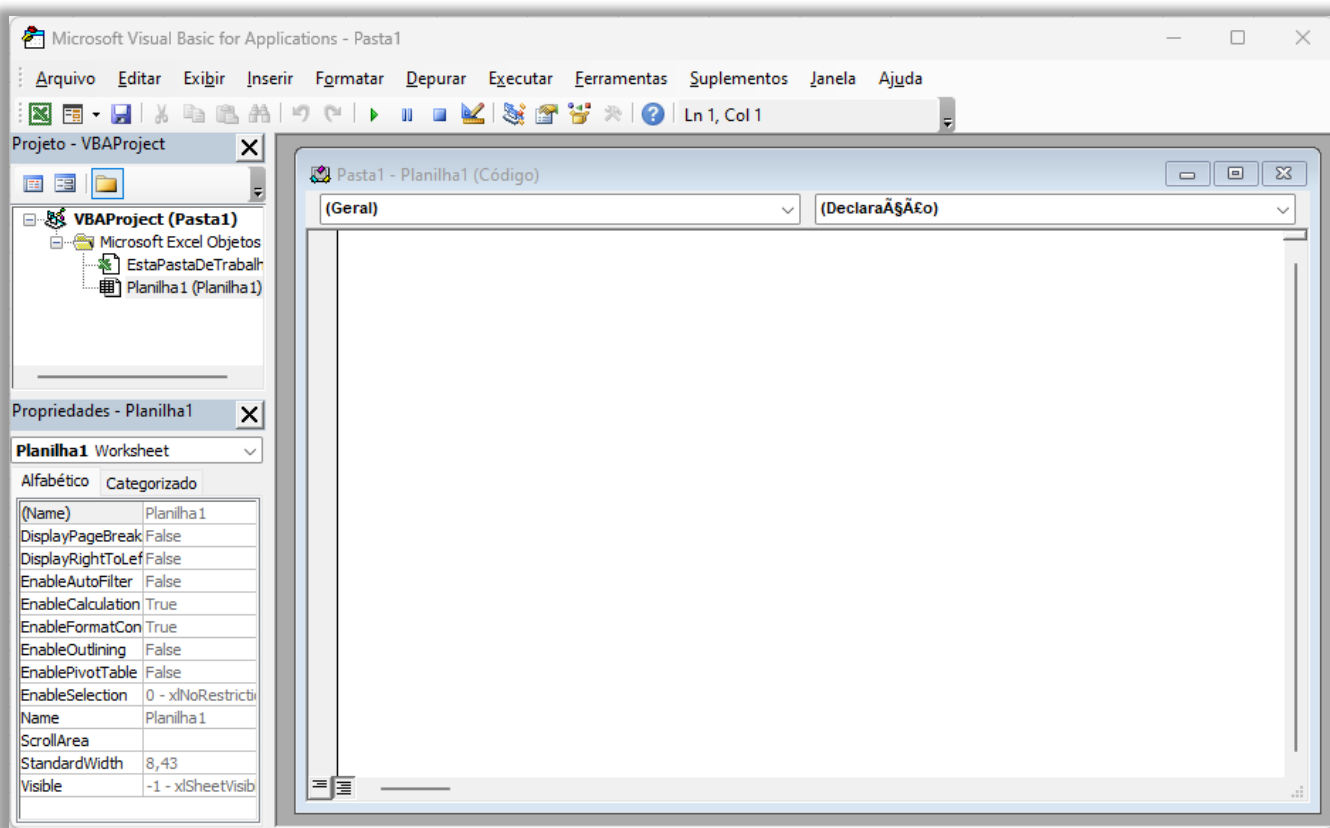 Microsoft Visual Basic for Applications - Pasta1
Arquivo Editar Exibir Inserir Formatar Depurar Executar Ferramentas Suplementos Janela Ajuda
Ln 1, Col 1
Projeto - VBAProject
VBAProject (Pasta1)
Microsoft Excel Objetos
EstaPastaDeTrabalh
Planilha1 (Planilha1)
Propriedades - Planilha1
Planilha1 Worksheet
Alfabético Categorizado
(Name) Planilha1
DisplayPageBreak False
DisplayRightToLef False
EnableAutoFilter False
EnableCalculation True
EnableFormatCon True
EnableOutlining False
EnablePivotTable False
EnableSelection 0 - xlNoRestricti
Name Planilha1
ScrollArea
StandardWidth 8,43
Visible -1 - xlSheetVisib
Pasta1 - Planilha1 (Código)
(Geral) (DeclaraÃ§Ã£o)